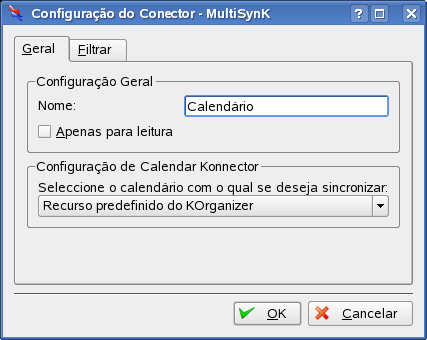 Configuração do Conector - MultiSynK
Geral
Filtrar
Configuração Geral
Nome: Calendário
Apenas para leitura
Configuração de Calendar Konnector
Seleccione o calendário com o qual se deseja sincronizar:
Recurso predefinido do KOrganizer
OK Cancelar